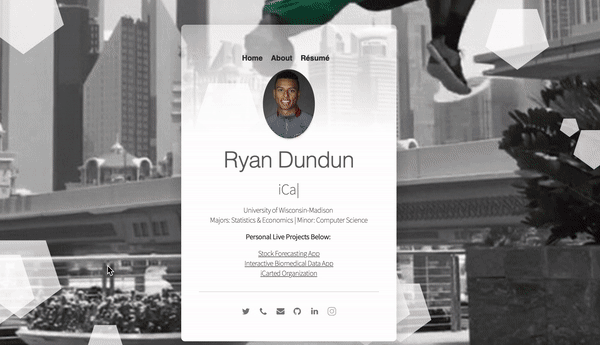 Home About Résumé
Ryan Dundun
iCa|
University of Wisconsin-Madison
Majors: Statistics & Economics | Minor: Computer Science
Personal Live Projects Below:
Stock Forecasting App
Interactive Biomedical Data App
iCarted Organization